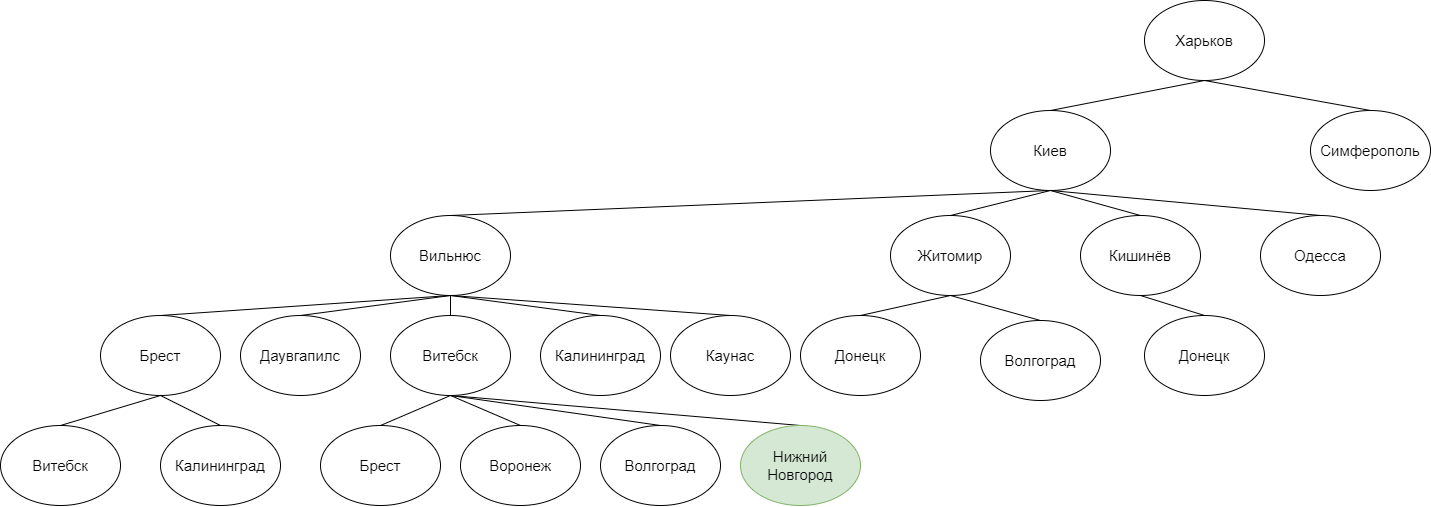 Харьков
Киев
Симферополь
Вильнюс
Житомир
Кишинёв
Одесса
Брест
Даувгапилс
Витебск
Калининград
Каунас
Донецк
Волгоград
Донецк
Витебск
Калининград
Брест
Воронеж
Волгоград
Нижний
Новгород